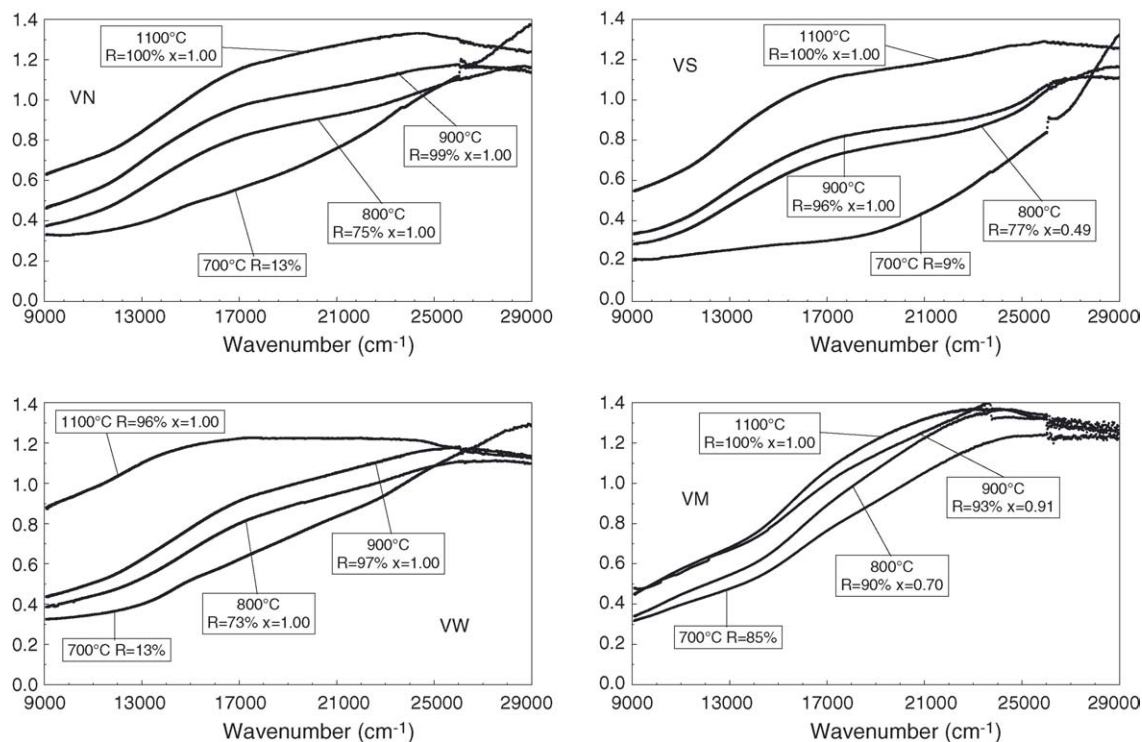 1.4
1.2
1.0
0.8
0.6
0.4
0.2
0.0
1100°C
R=100% x=1.00
VN
900°C
R=99% x=1.00
800°C
R=75% x=1.00
700°C R=13%
9000 13000 17000 21000 25000 29000
Wavenumber (cm-1)
1.4
1.2
1.0
0.8
0.6
0.4
0.2
0.0
1100°C
R=100% x=1.00
VS
900°C
R=96% x=1.00
800°C
R=77% x=0.49
700°C R=9%
9000 13000 17000 21000 25000 29000
Wavenumber (cm-1)
1.4
1.2
1.0
0.8
0.6
0.4
0.2
0.0
1100°C R=96% x=1.00
900°C
R=97% x=1.00
800°C
R=73% x=1.00
VW
700°C R=13%
9000 13000 17000 21000 25000 29000
Wavenumber (cm-1)
1.4
1.2
1.0
0.8
0.6
0.4
0.2
0.0
1100°C
R=100% x=1.00
VM
900°C
R=93% x=0.91
800°C
R=90% x=0.70
700°C R=85%
9000 13000 17000 21000 25000 29000
Wavenumber (cm-1)